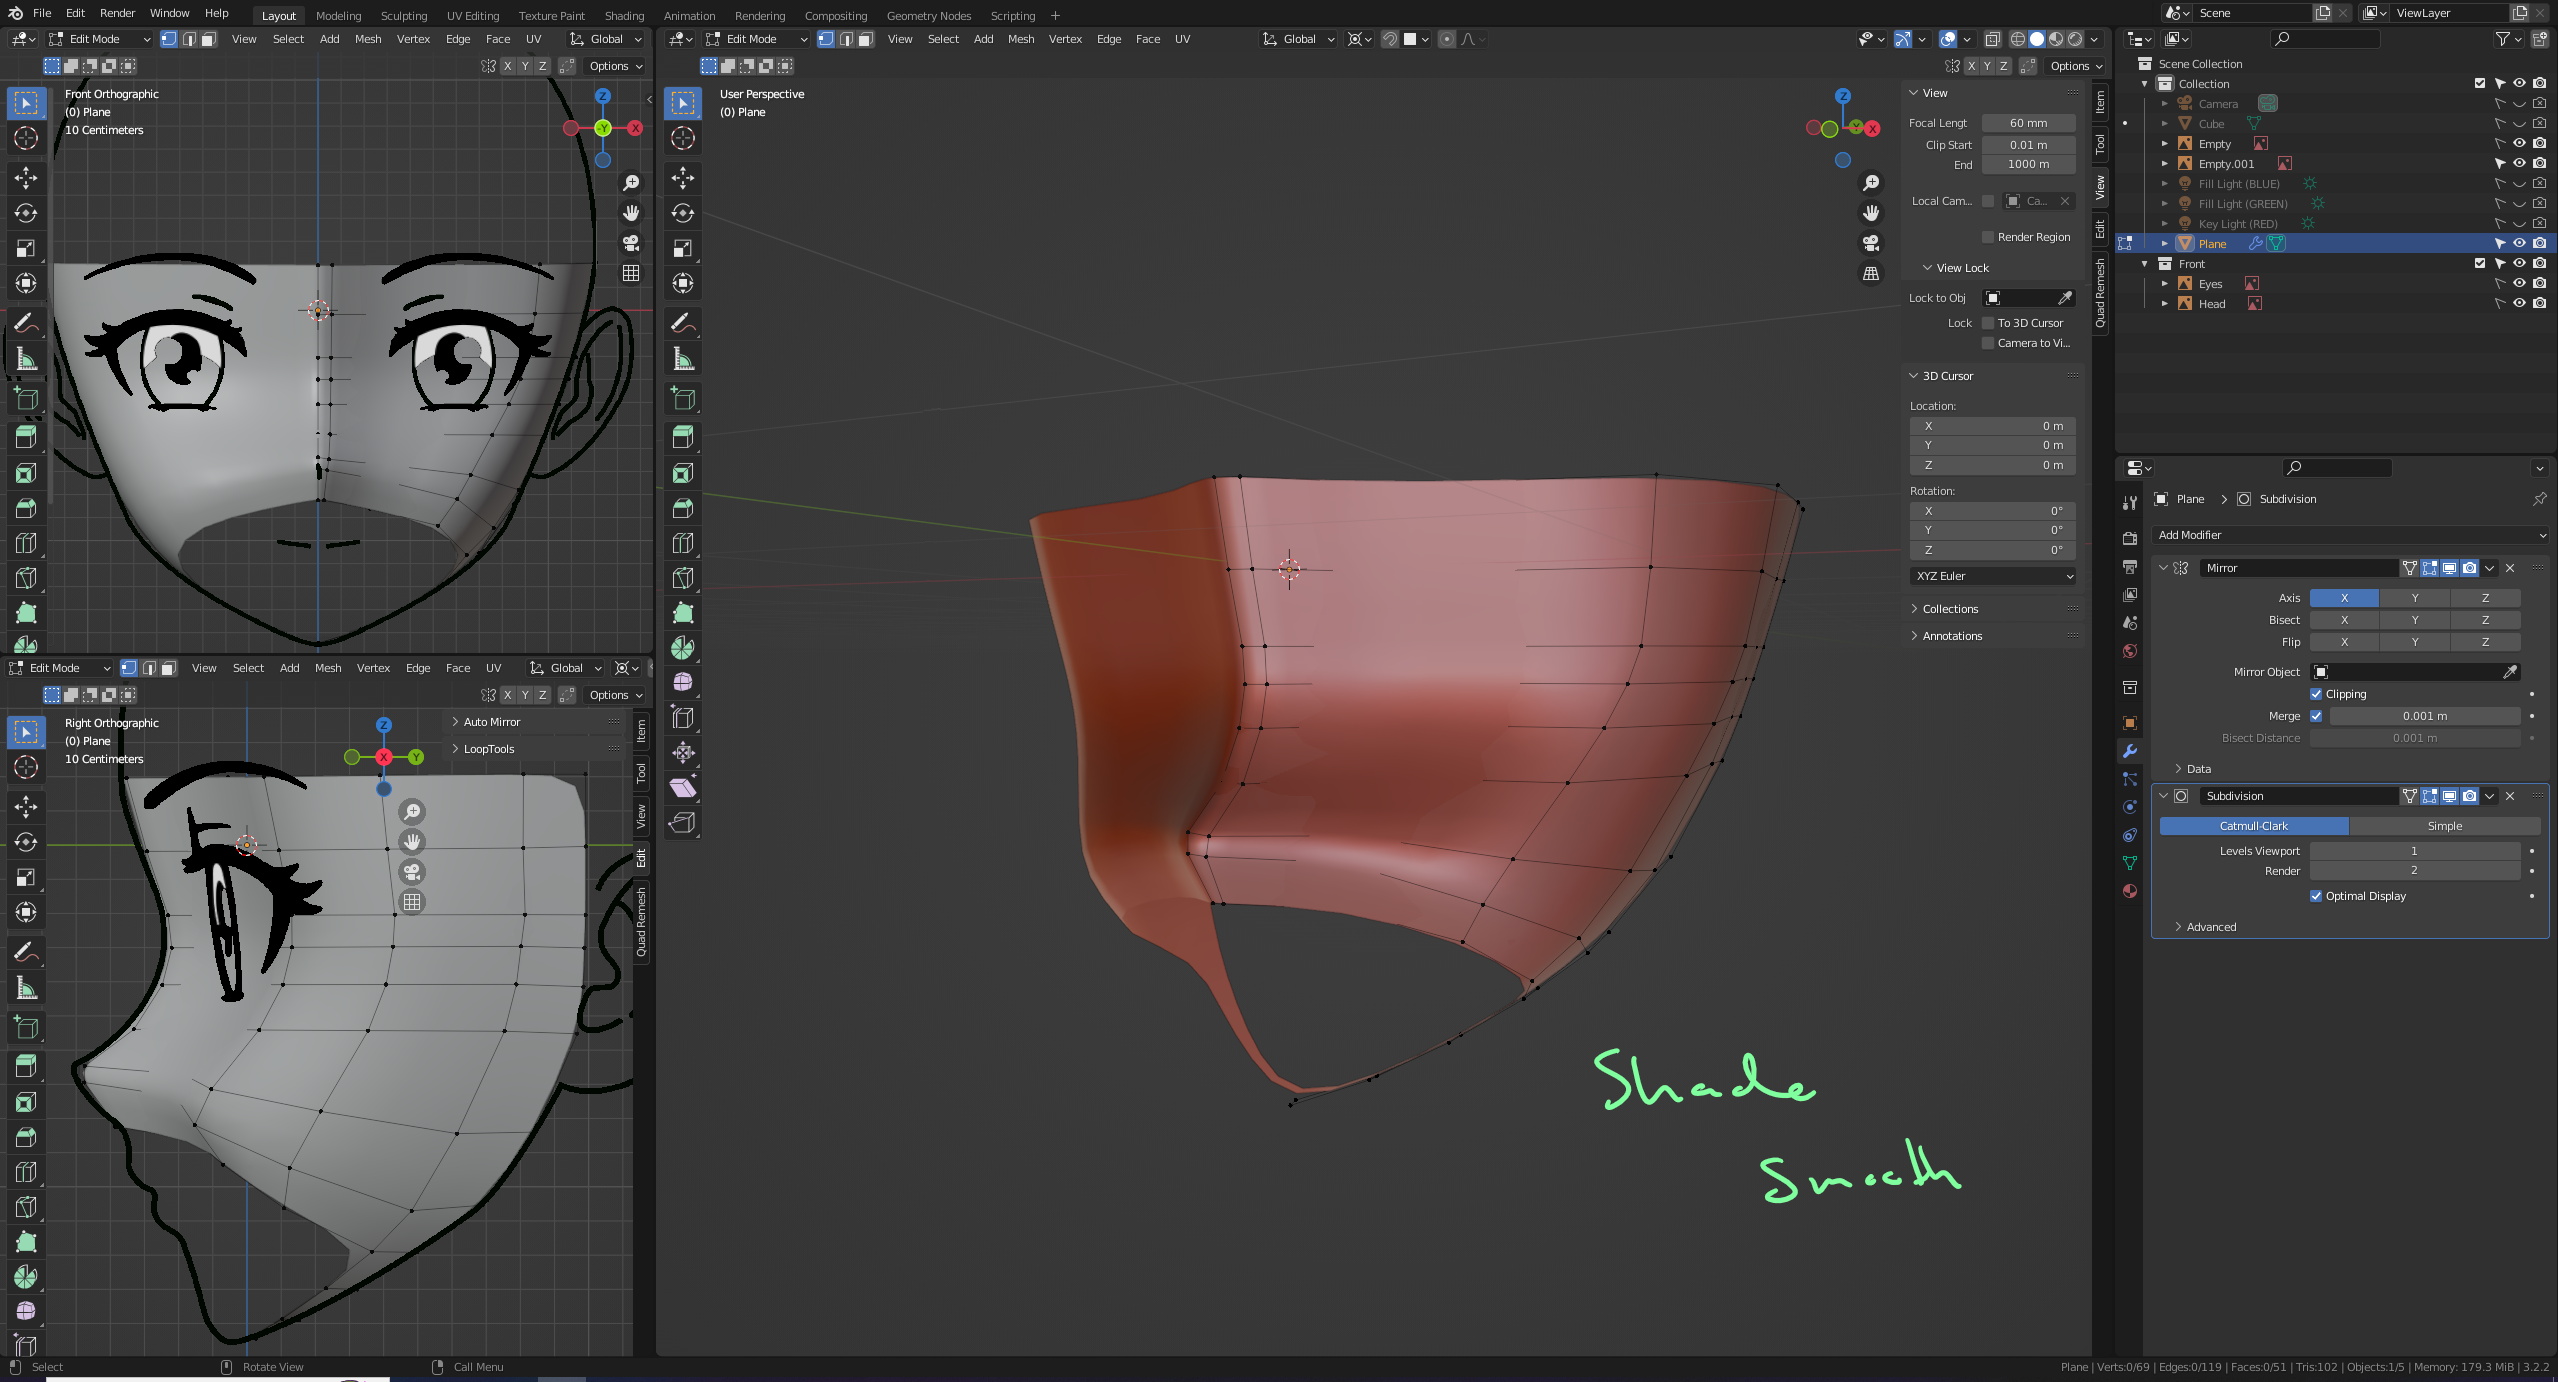 File Edit Render Window Help Layout Modeling Sculpting UV Editing Texture Paint Shading Animation Rendering Compositing Geometry Nodes Scripting + Scene ViewLayer
Edit Mode View Select Add Mesh Vertex Edge Face UV Global
X Y Z Options
Front Orthographic
(0) Plane
10 Centimeters
Z
Y
X
Edit Mode View Select Add Mesh Vertex Edge Face UV Global
X Y Z Options
Right Orthographic
(0) Plane
10 Centimeters
Z
X
Y
Auto Mirror
LoopTools
Item
Tool
View
Edit
Quad Remesh
Edit Mode View Select Add Mesh Vertex Edge Face UV Global
X Y Z Options
User Perspective
(0) Plane
Z
Y
X
View
Focal Lengt 60 mm
Clip Start 0.01 m
End 1000 m
Local Cam... Ca...
Render Region
View Lock
Lock to Obj
Lock To 3D Cursor
Camera to Vi...
3D Cursor
Location:
X 0 m
Y 0 m
Z 0 m
Rotation:
X 0°
Y 0°
Z 0°
XYZ Euler
Collections
Annotations
Item
Tool
View
Edit
Quad Remesh
Shade
Smooth
Scene Collection
Collection
Camera
Cube
Empty
Empty.001
Fill Light (BLUE)
Fill Light (GREEN)
Key Light (RED)
Plane
Front
Eyes
Head
Plane Subdivision
Add Modifier
Mirror
Axis X Y Z
Bisect X Y Z
Flip X Y Z
Mirror Object
Clipping
Merge 0.001 m
Bisect Distance 0.001 m
Data
Subdivision
Catmull-Clark Simple
Levels Viewport 1
Render 2
Optimal Display
Advanced
Select Rotate View Call Menu Plane | Verts:0/69 | Edges:0/119 | Faces:0/51 | Tris:102 | Objects:1/5 | Memory: 179.3 MiB | 3.2.2